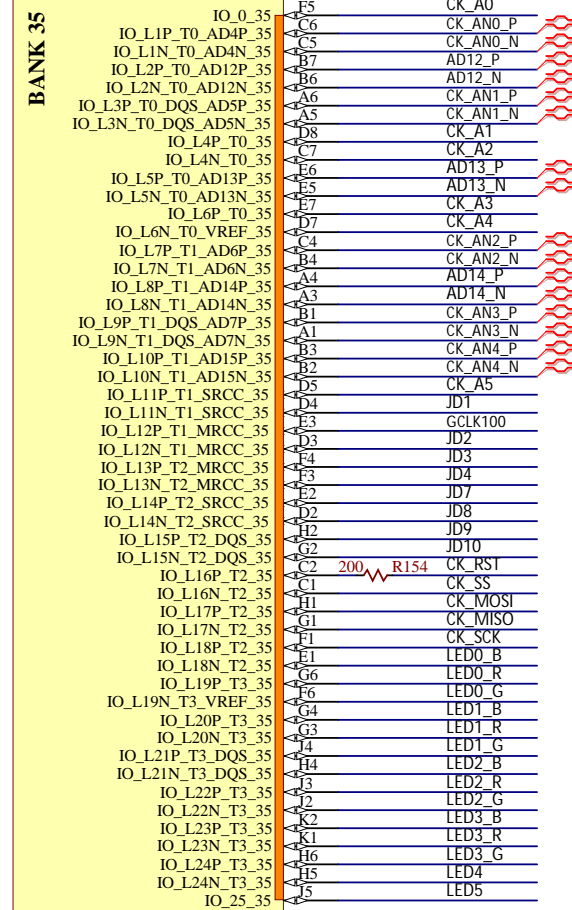 BANK 35
IO_0_35 F5 CK_A0
IO_L1P_T0_AD4P_35 C6 CK_AN0_P
IO_L1N_T0_AD4N_35 C5 CK_AN0_N
IO_L2P_T0_AD12P_35 B7 AD12_P
IO_L2N_T0_AD12N_35 B6 AD12_N
IO_L3P_T0_DQS_AD5P_35 A6 CK_AN1_P
IO_L3N_T0_DQS_AD5N_35 A5 CK_AN1_N
IO_L4P_T0_35 D8 CK_A1
IO_L4N_T0_35 C7 CK_A2
IO_L5P_T0_AD13P_35 E6 AD13_P
IO_L5N_T0_AD13N_35 E5 AD13_N
IO_L6P_T0_35 E7 CK_A3
IO_L6N_T0_VREF_35 D7 CK_A4
IO_L7P_T1_AD6P_35 C4 CK_AN2_P
IO_L7N_T1_AD6N_35 B4 CK_AN2_N
IO_L8P_T1_AD14P_35 A4 AD14_P
IO_L8N_T1_AD14N_35 A3 AD14_N
IO_L9P_T1_DQS_AD7P_35 B1 CK_AN3_P
IO_L9N_T1_DQS_AD7N_35 A1 CK_AN3_N
IO_L10P_T1_AD15P_35 B3 CK_AN4_P
IO_L10N_T1_AD15N_35 B2 CK_AN4_N
IO_L11P_T1_SRCC_35 D5 CK_A5
IO_L11N_T1_SRCC_35 D4 JD1
IO_L12P_T1_MRCC_35 E3 GCLK100
IO_L12N_T1_MRCC_35 D3 JD2
IO_L13P_T2_MRCC_35 F4 JD3
IO_L13N_T2_MRCC_35 F3 JD4
IO_L14P_T2_SRCC_35 E2 JD7
IO_L14N_T2_SRCC_35 D2 JD8
IO_L15P_T2_DQS_35 H2 JD9
IO_L15N_T2_DQS_35 G2 JD10
IO_L16P_T2_35 C2 200 R154 CK_RST
IO_L16N_T2_35 C1 CK_SS
IO_L17P_T2_35 H1 CK_MOSI
IO_L17N_T2_35 G1 CK_MISO
IO_L18P_T2_35 F1 CK_SCK
IO_L18N_T2_35 E1 LED0_B
IO_L19P_T3_35 G6 LED0_R
IO_L19N_T3_VREF_35 F6 LED0_G
IO_L20P_T3_35 G4 LED1_B
IO_L20N_T3_35 G3 LED1_R
IO_L21P_T3_DQS_35 J4 LED1_G
IO_L21N_T3_DQS_35 H4 LED2_B
IO_L22P_T3_35 J3 LED2_R
IO_L22N_T3_35 J2 LED2_G
IO_L23P_T3_35 K2 LED3_B
IO_L23N_T3_35 K1 LED3_R
IO_L24P_T3_35 H6 LED3_G
IO_L24N_T3_35 H5 LED4
IO_25_35 J5 LED5